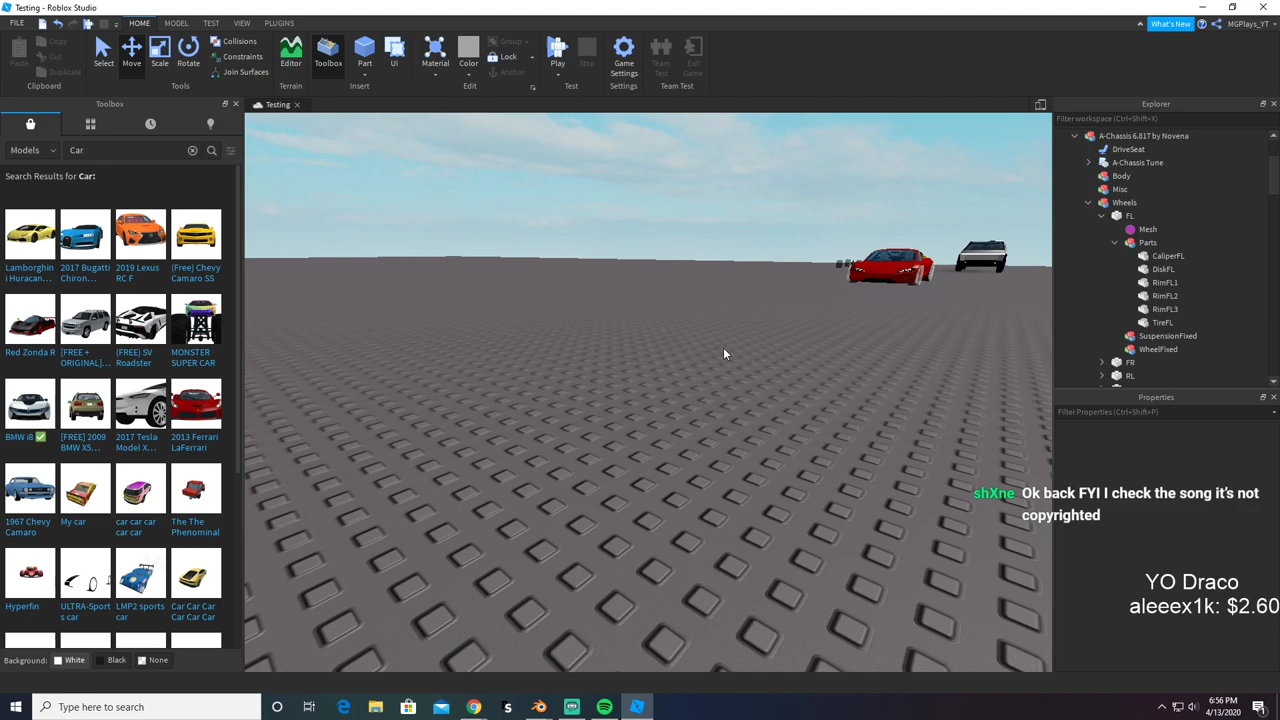 Testing - Roblox Studio
FILE HOME MODEL TEST VIEW PLUGINS What's New MGPlays_YT
Paste Copy Cut Duplicate
Clipboard
Select Move Scale Rotate
Collisions
Constraints
Join Surfaces
Tools
Editor
Terrain
Toolbox Part UI
Insert
Material Color
Group
Lock
Anchor
Edit
Play Stop
Test
Game Settings
Settings
Team Test Exit Game
Team Test
Toolbox
Testing
Explorer
Models Car
Filter workspace (Ctrl+Shift+X)
Search Results for Car:
Lamborghin i Huracan...
2017 Bugatti Chiron...
2019 Lexus RC F
(Free) Chevy Camaro SS
Red Zonda R
[FREE + ORIGINAL]...
(FREE) SV Roadster
MONSTER SUPER CAR
BMW i8 ✅
[FREE] 2009 BMW X5...
2017 Tesla Model X...
2013 Ferrari LaFerrari
1967 Chevy Camaro
My car
car car car car car
The The Phenominal
Hyperfin
ULTRA-Sport s car
LMP2 sports car
Car Car Car Car Car Car
Background: White Black None
A-Chassis 6.81T by Novena
DriveSeat
A-Chassis Tune
Body
Misc
Wheels
FL
Mesh
Parts
CaliperFL
DiskFL
RimFL1
RimFL2
RimFL3
TireFL
SuspensionFixed
WheelFixed
FR
RL
Properties
Filter Properties (Ctrl+Shift+P)
shXne Ok back FYI I check the song it's not
copyrighted
YO Draco
aleeex1k: $2.60
Type here to search
6:56 PM
4/13/2020
1